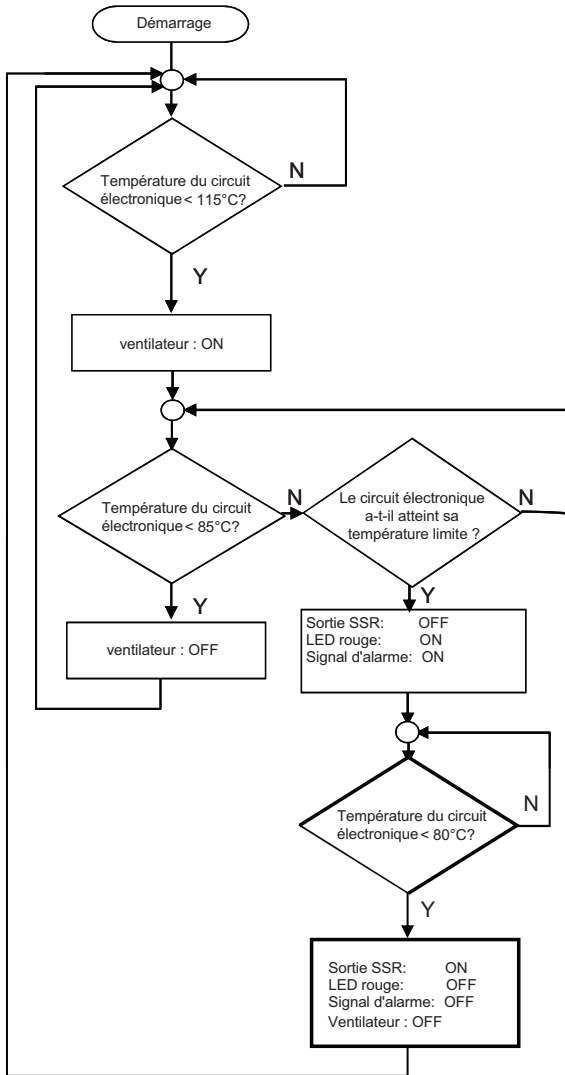 Démarrage
Température du circuit
électronique < 115°C?
N
Y
ventilateur : ON
Température du circuit
électronique < 85°C?
N
Le circuit électronique
a-t-il atteint sa
température limite ?
N
Y
ventilateur : OFF
Y
Sortie SSR: OFF
LED rouge: ON
Signal d'alarme: ON
Température du circuit
électronique < 80°C?
N
Y
Sortie SSR: ON
LED rouge: OFF
Signal d'alarme: OFF
Ventilateur : OFF